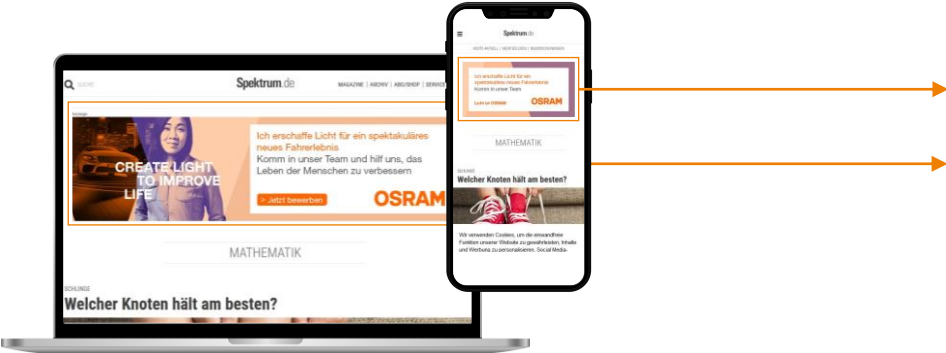 SUCHE
Spektrum.de
MAGAZINE | ARCHIV | ABO/SHOP | SERVICE
Anzeige
CREATE LIGHT
TO IMPROVE
LIFE
Ich erschaffe Licht für ein spektakuläres
neues Fahrerlebnis
Komm in unser Team und hilf uns, das
Leben der Menschen zu verbessern
> Jetzt bewerben
OSRAM
MATHEMATIK
SCHLINGE
Welcher Knoten hält am besten?
Spektrum.de
Ich erschaffe Licht für ein
spektakuläres neues Fahrerlebnis
Komm in unser Team
OSRAM
MATHEMATIK
SCHLINGE
Welcher Knoten hält am besten?
Wir verwenden Cookies, um die einwandfreie
Funktion unserer Website zu gewährleisten, Inhalte
und Werbung zu personalisieren, Social Media-